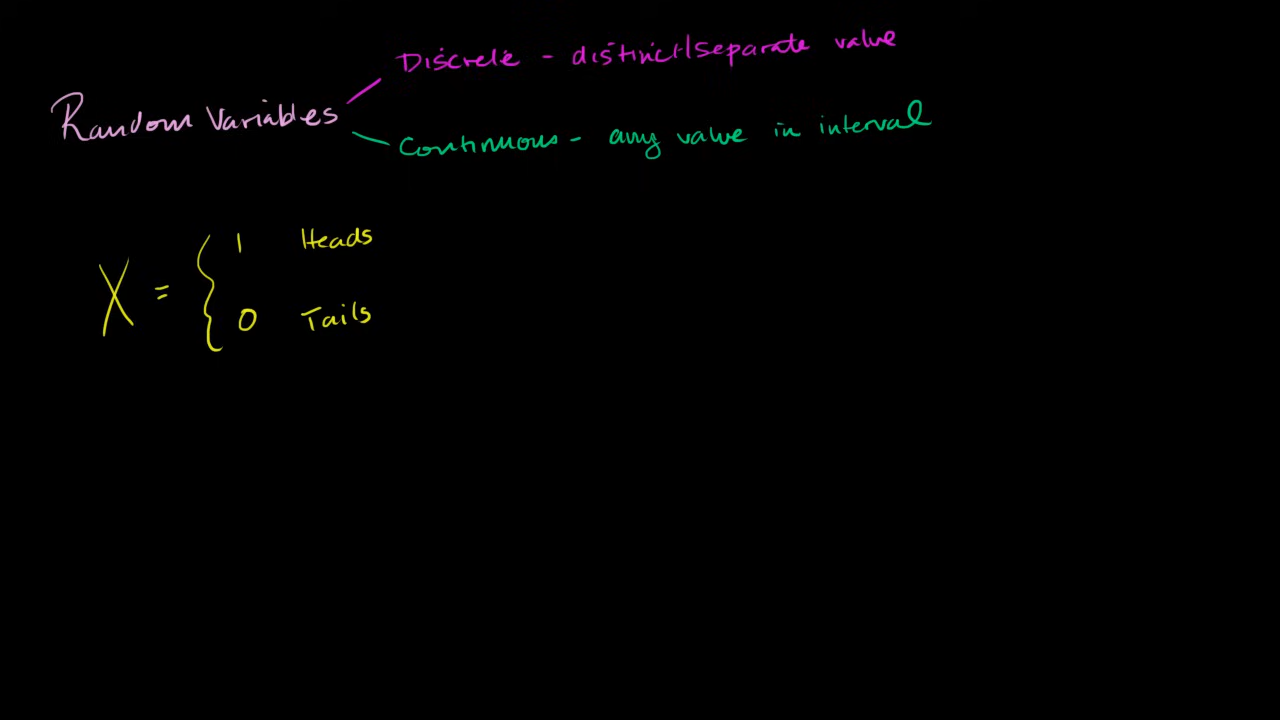 Discrete - distinct/separate value
Random Variables
Continuous - any value in interval
X = { 1 Heads
0 Tails